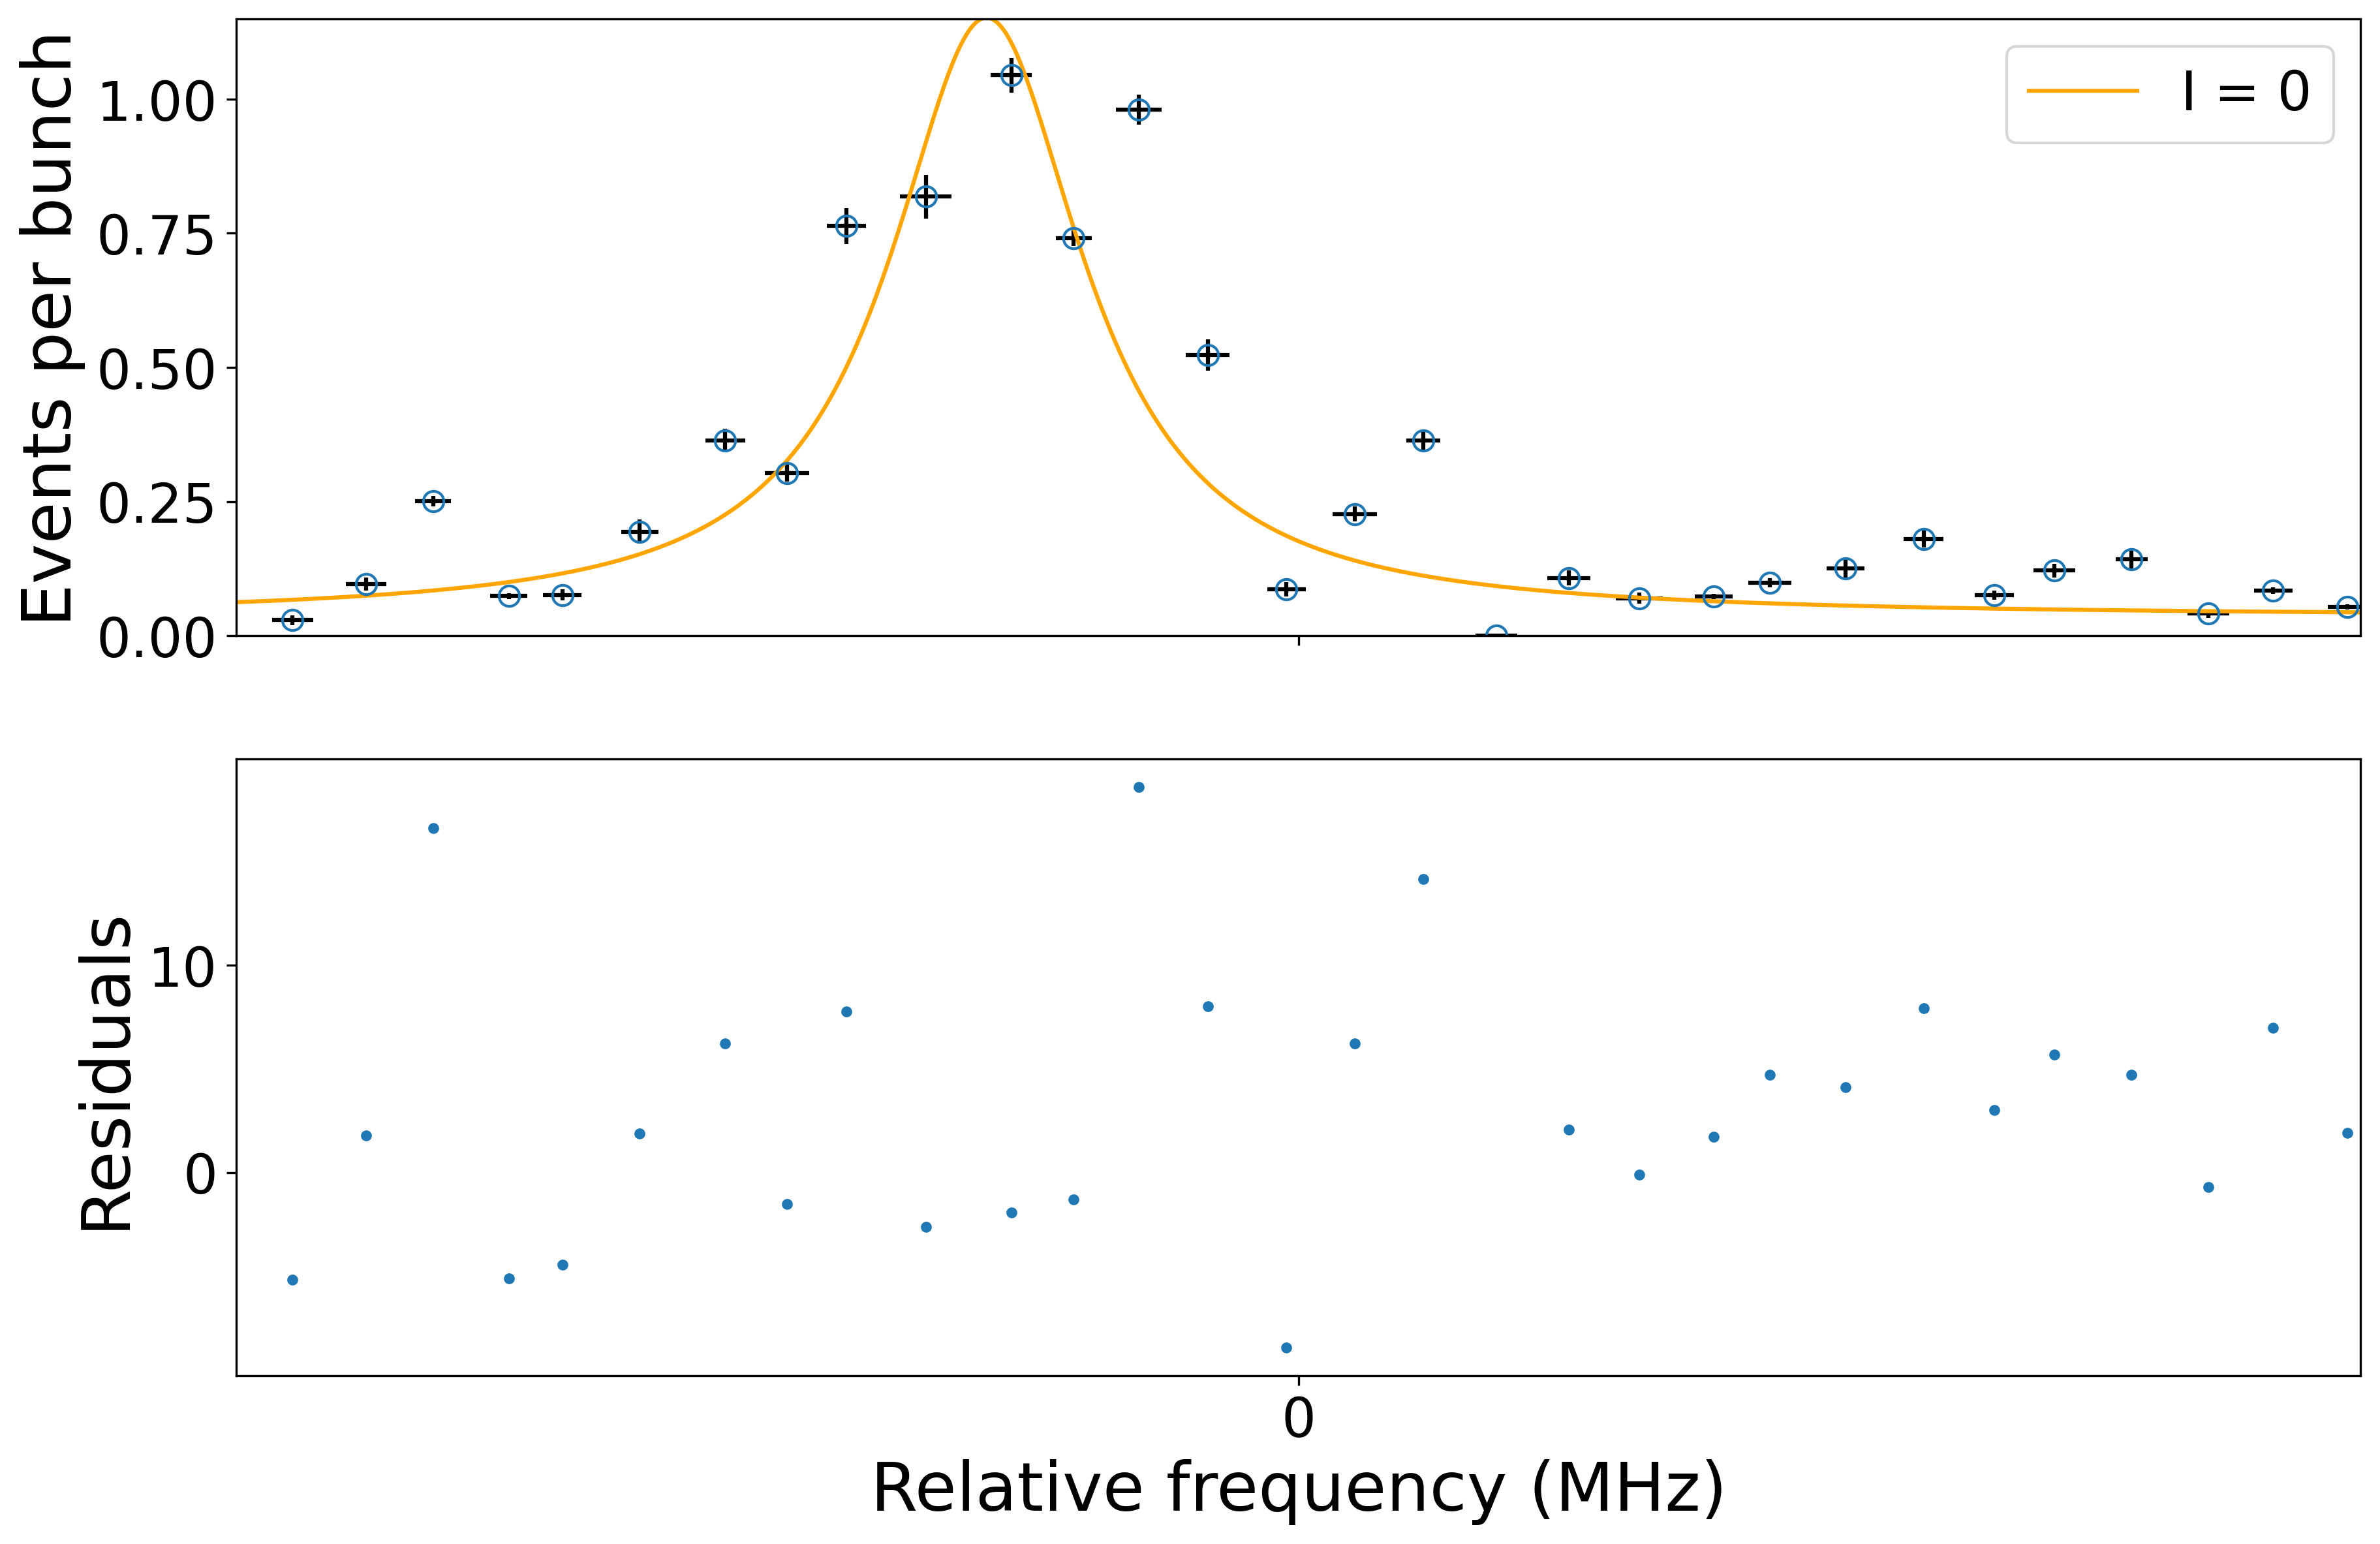 Events per bunch
1.00
0.75
0.50
0.25
0.00
I = 0
Residuals
10
0
0
Relative frequency (MHz)